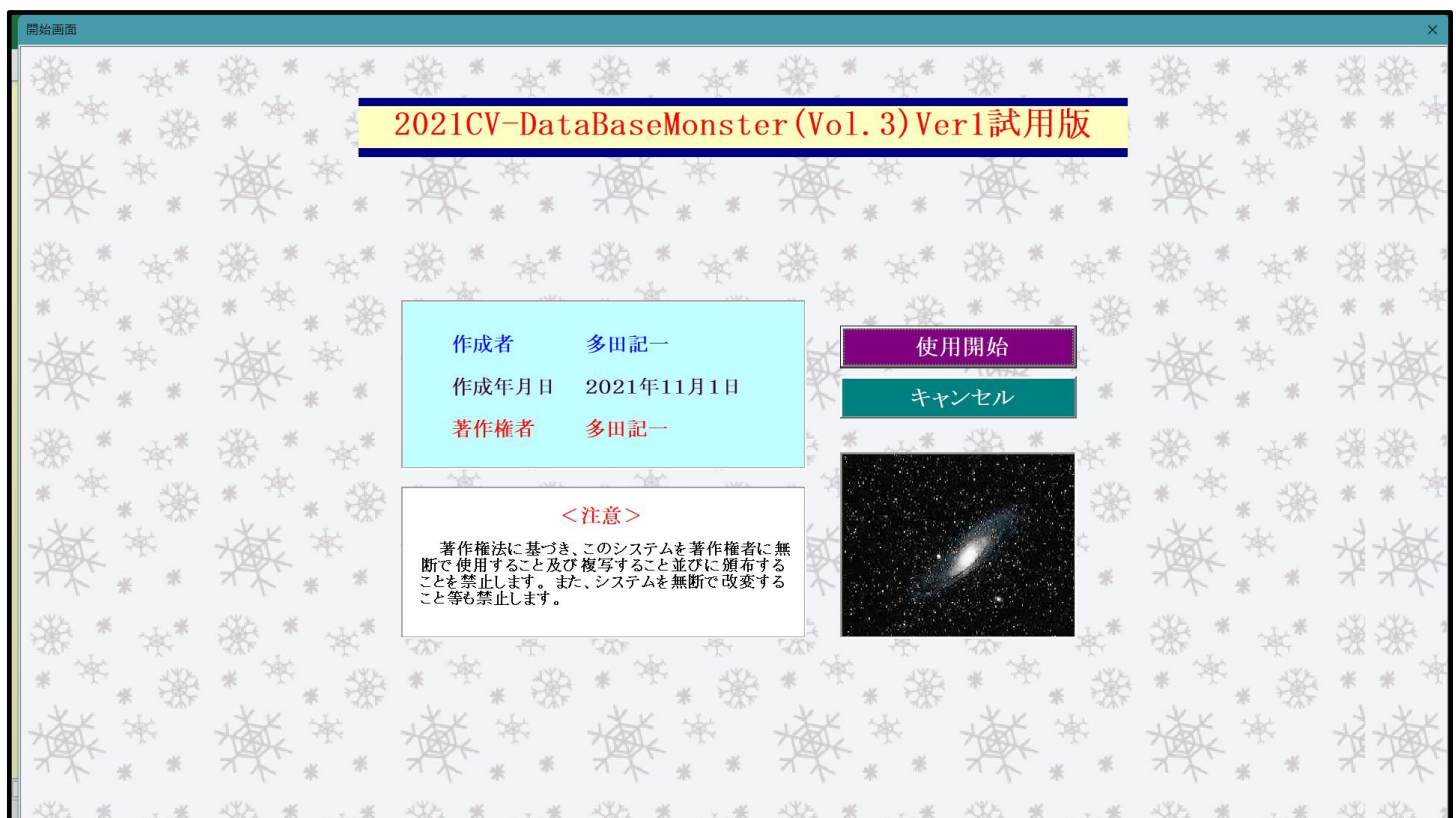 開始画面
2021CV-DataBaseMonster(Vol.3)Ver1試用版
作成者 多田記一
作成年月日 2021年11月1日
著作権者 多田記一
使用開始
キャンセル
<注意>
著作権法に基づき、このシステムを著作権者に無
断で使用すること及び複写すること並びに頒布する
ことを禁止します。また、システムを無断で改変する
こと等も禁止します。